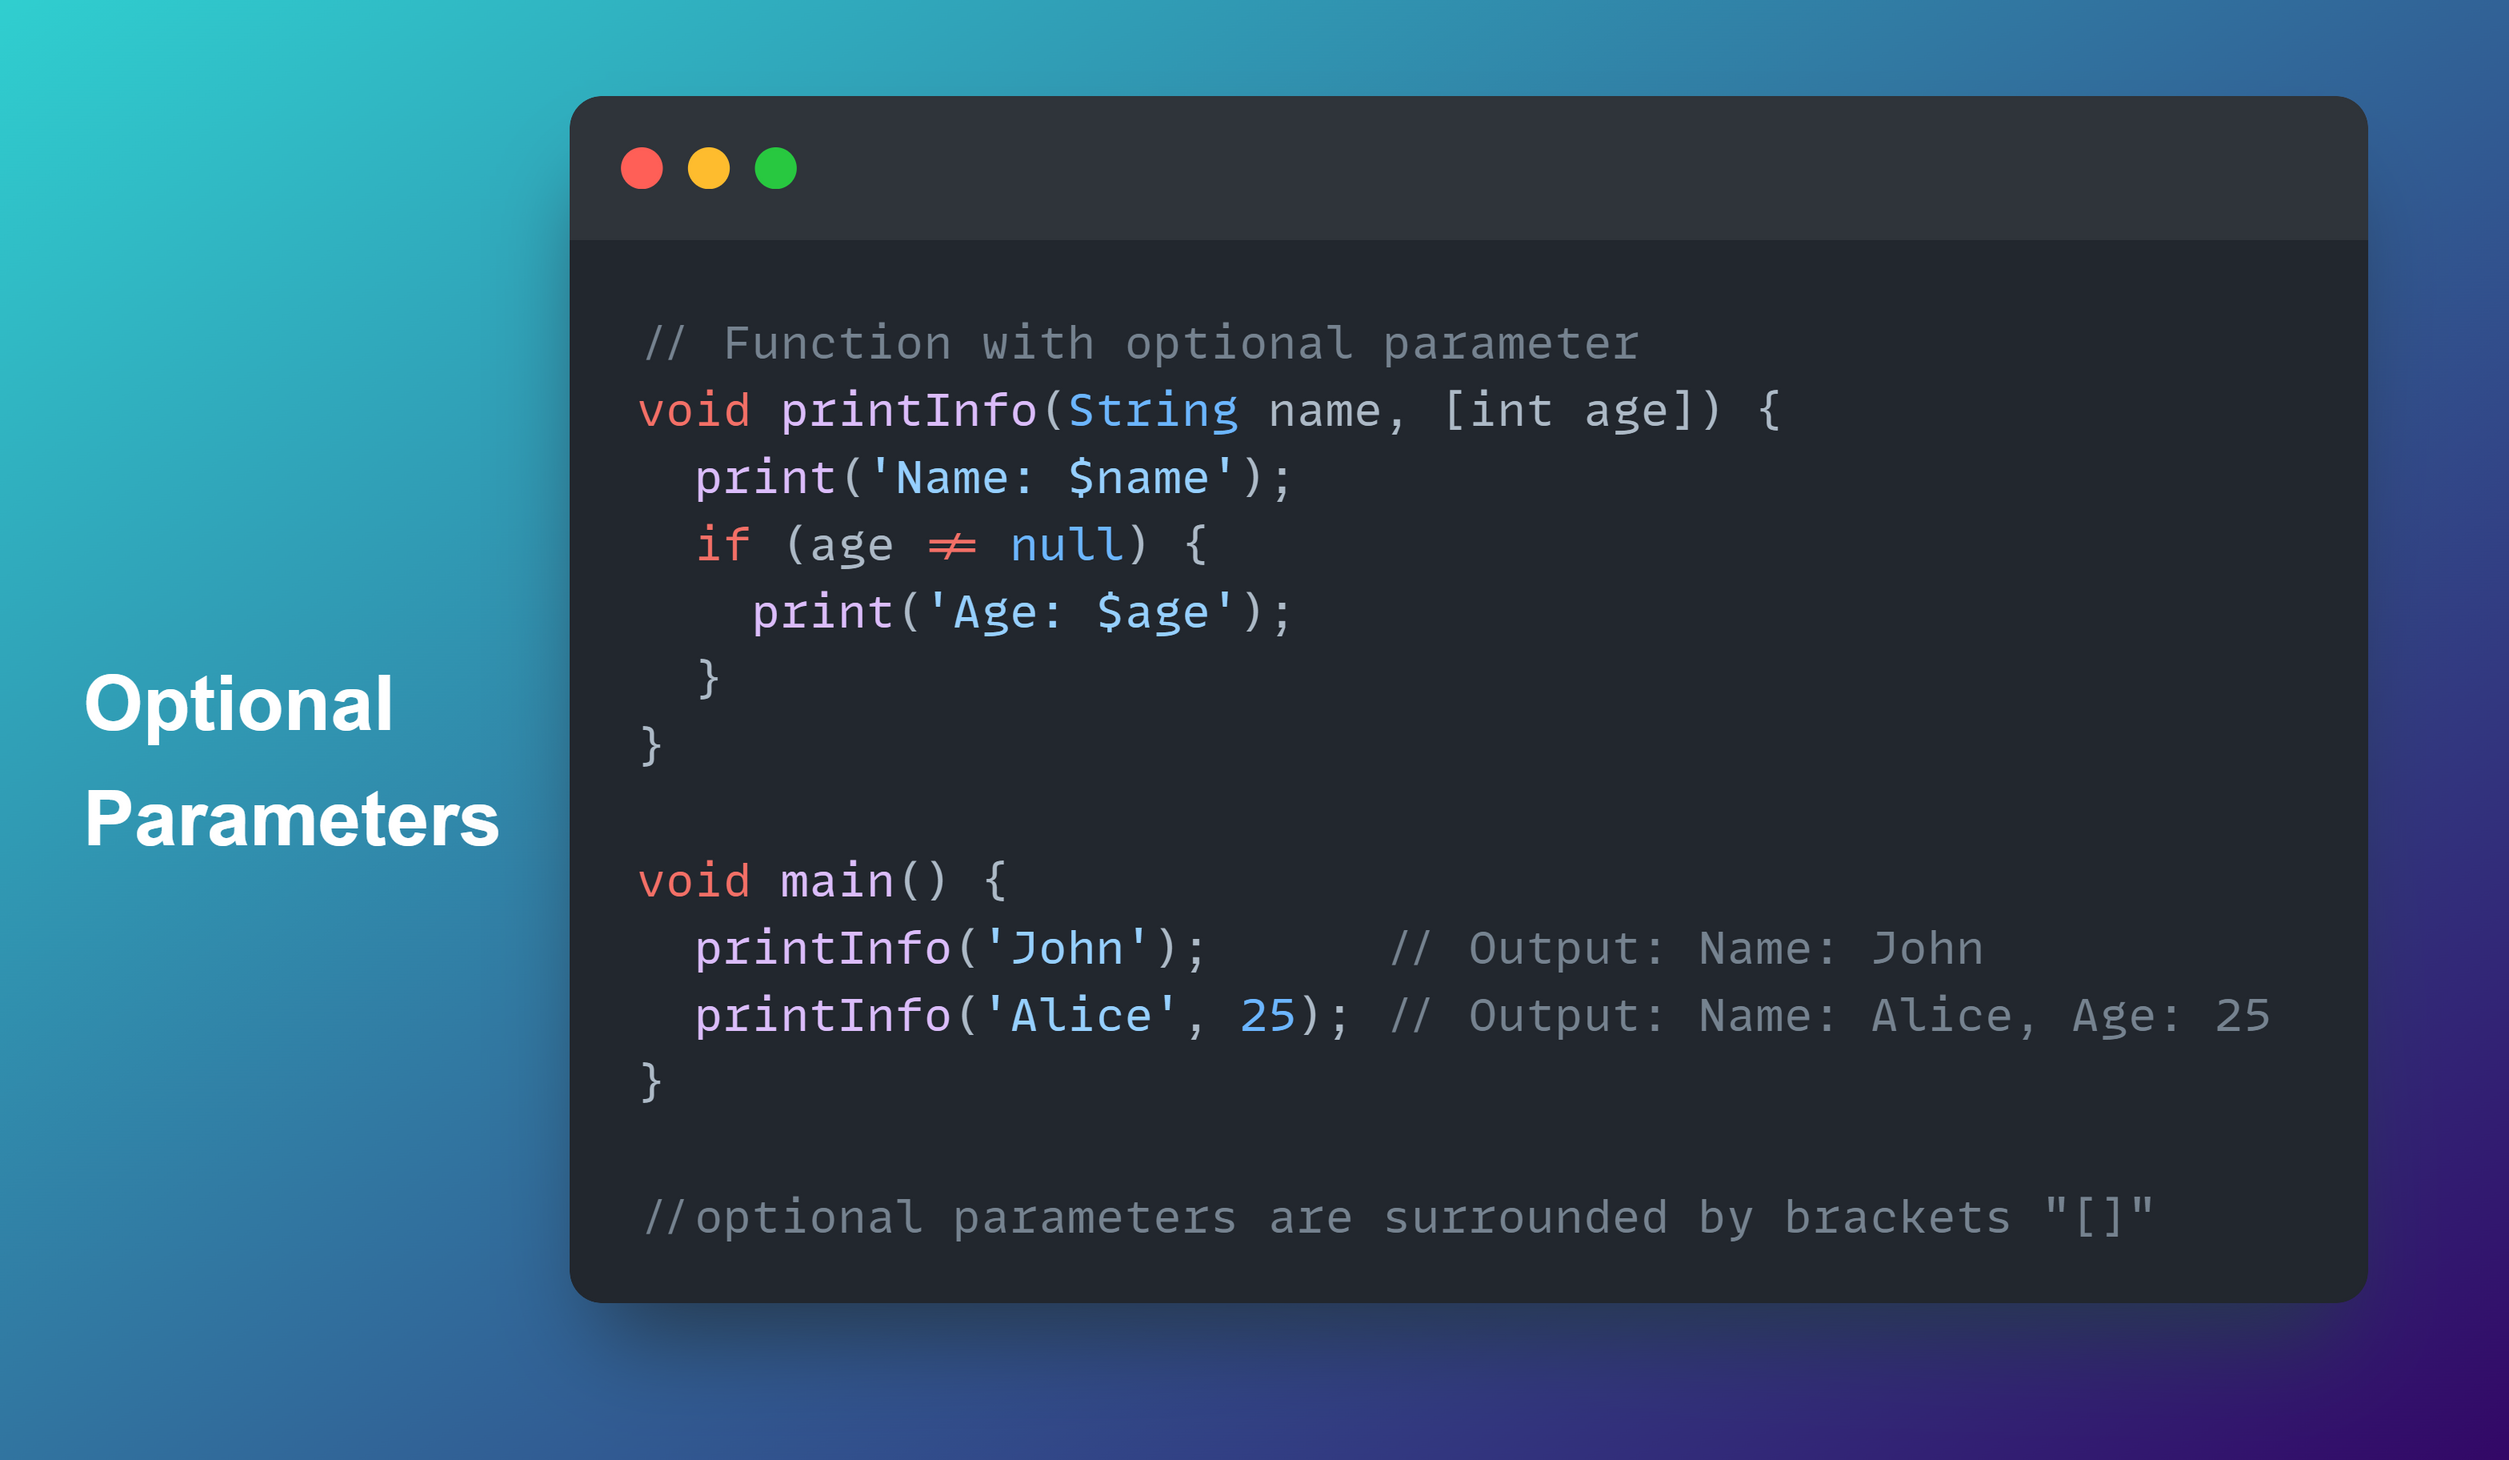 Optional
Parameters
// Function with optional parameter
void printInfo(String name, [int age]) {
  print('Name: $name');
  if (age != null) {
    print('Age: $age');
  }
}

void main() {
  printInfo('John');      // Output: Name: John
  printInfo('Alice', 25); // Output: Name: Alice, Age: 25
}

//optional parameters are surrounded by brackets "[]"